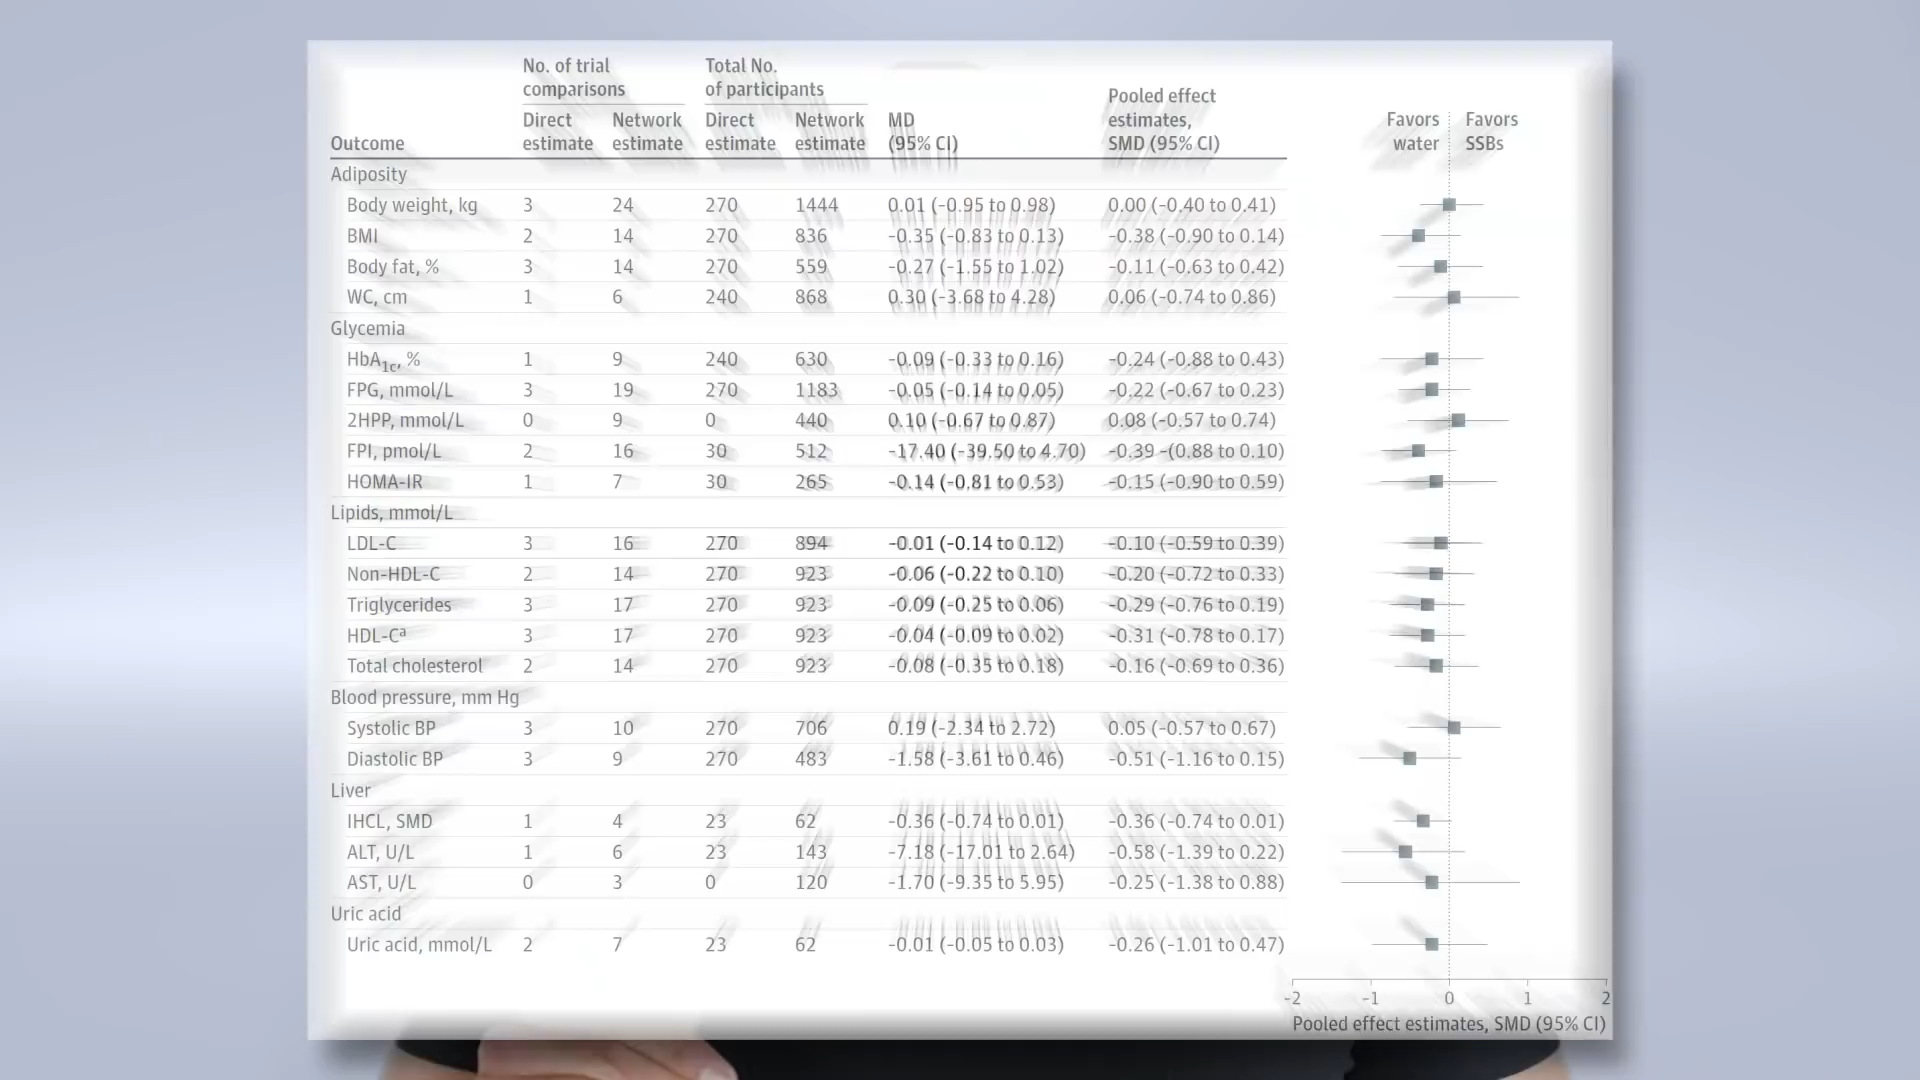 No. of trial comparisons
Total No. of participants
Outcome
Direct estimate
Network estimate
Direct estimate
Network estimate
MD (95% CI)
Pooled effect estimates, SMD (95% CI)
Favors water
Favors SSBs
Adiposity
Body weight, kg 3 24 270 1444 0.01 (-0.95 to 0.98) 0.00 (-0.40 to 0.41)
BMI 2 14 270 836 -0.35 (-0.83 to 0.13) -0.38 (-0.90 to 0.14)
Body fat, % 3 14 270 559 -0.27 (-1.55 to 1.02) -0.11 (-0.63 to 0.42)
WC, cm 1 6 240 868 0.30 (-3.68 to 4.28) 0.06 (-0.74 to 0.86)
Glycemia
HbA1c, % 1 9 240 630 -0.09 (-0.33 to 0.16) -0.24 (-0.88 to 0.43)
FPG, mmol/L 3 19 270 1183 -0.05 (-0.14 to 0.05) -0.22 (-0.67 to 0.23)
2HPP, mmol/L 0 9 0 440 0.10 (-0.67 to 0.87) 0.08 (-0.57 to 0.74)
FPI, pmol/L 2 16 30 512 -17.40 (-39.50 to 4.70) -0.39 -(0.88 to 0.10)
HOMA-IR 1 7 30 265 -0.14 (-0.81 to 0.53) -0.15 (-0.90 to 0.59)
Lipids, mmol/L
LDL-C 3 16 270 894 -0.01 (-0.14 to 0.12) -0.10 (-0.59 to 0.39)
Non-HDL-C 2 14 270 923 -0.06 (-0.22 to 0.10) -0.20 (-0.72 to 0.33)
Triglycerides 3 17 270 923 -0.09 (-0.25 to 0.06) -0.29 (-0.76 to 0.19)
HDL-Cᵃ 3 17 270 923 -0.04 (-0.09 to 0.02) -0.31 (-0.78 to 0.17)
Total cholesterol 2 14 270 923 -0.08 (-0.35 to 0.18) -0.16 (-0.69 to 0.36)
Blood pressure, mm Hg
Systolic BP 3 10 270 706 0.19 (-2.34 to 2.72) 0.05 (-0.57 to 0.67)
Diastolic BP 3 9 270 483 -1.58 (-3.61 to 0.46) -0.51 (-1.16 to 0.15)
Liver
IHCL, SMD 1 4 23 62 -0.36 (-0.74 to 0.01) -0.36 (-0.74 to 0.01)
ALT, U/L 1 6 23 143 -7.18 (-17.01 to 2.64) -0.58 (-1.39 to 0.22)
AST, U/L 0 3 0 120 -1.70 (-9.35 to 5.95) -0.25 (-1.38 to 0.88)
Uric acid
Uric acid, mmol/L 2 7 23 62 -0.01 (-0.05 to 0.03) -0.26 (-1.01 to 0.47)
-2 -1 0 1 2
Pooled effect estimates, SMD (95% CI)